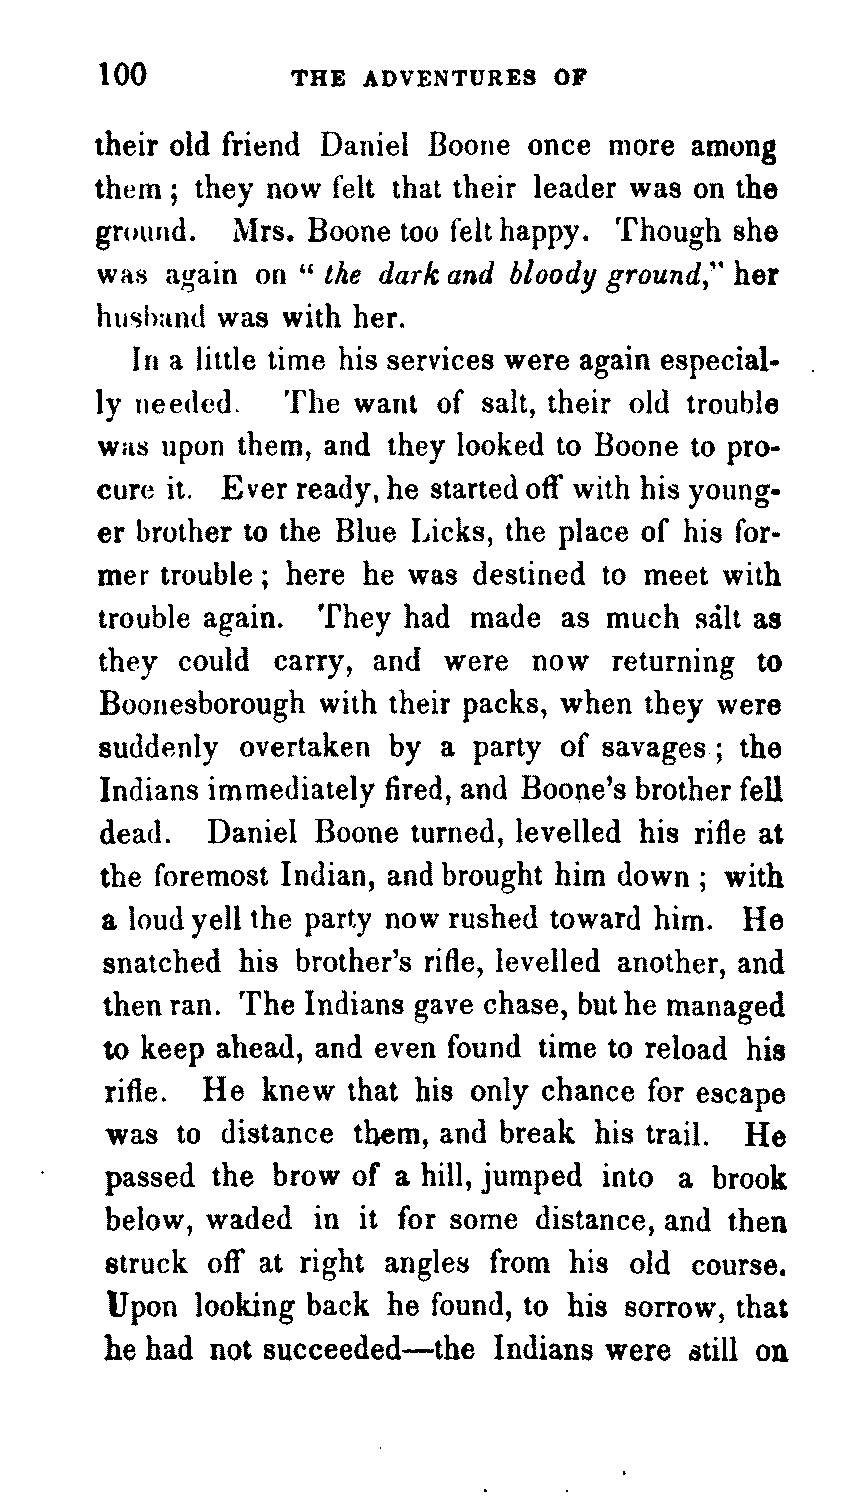 100 THE ADVENTURES OF
their old friend Daniel Boone once more among
them; they now felt that their leader was on the
ground. Mrs. Boone too felt happy. Though she
was again on "the dark and bloody ground," her
husband was with her.
In a little time his services were again especial-
ly needed. The want of salt, their old trouble
was upon them, and they looked to Boone to pro-
cure it. Ever ready, he started off with his young-
er brother to the Blue Licks, the place of his for-
mer trouble; here he was destined to meet with
trouble again. They had made as much salt as
they could carry, and were now returning to
Boonesborough with their packs, when they were
suddenly overtaken by a party of savages; the
Indians immediately fired, and Boone's brother fell
dead. Daniel Boone turned, levelled his rifle at
the foremost Indian, and brought him down; with
a loud yell the party now rushed toward him. He
snatched his brother's rifle, levelled another, and
then ran. The Indians gave chase, but he managed
to keep ahead, and even found time to reload his
rifle. He knew that his only chance for escape
was to distance them, and break his trail. He
passed the brow of a hill, jumped into a brook
below, waded in it for some distance, and then
struck off at right angles from his old course.
Upon looking back he found, to his sorrow, that
he had not succeeded—the Indians were still on